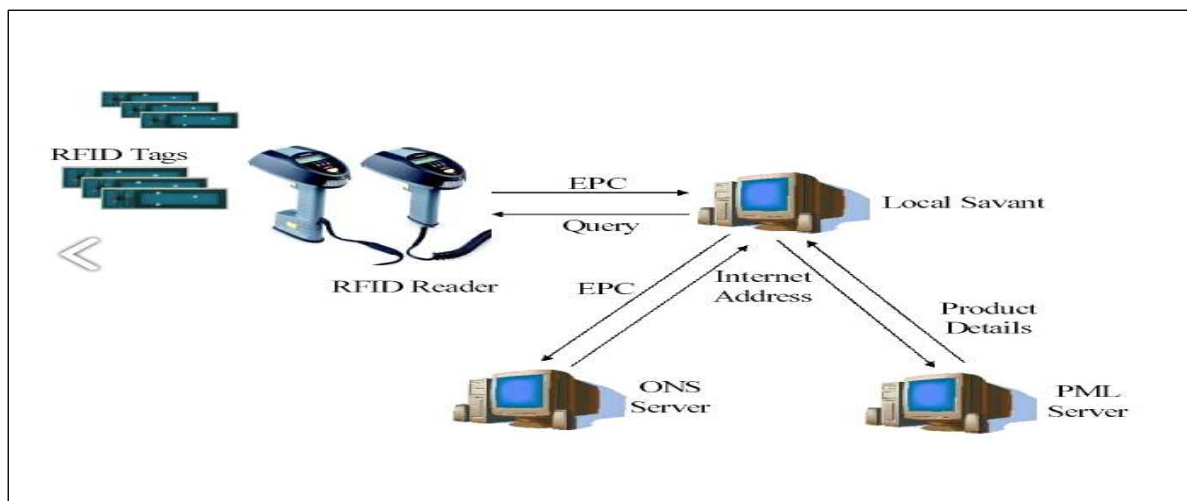 RFID Tags
EPC
Query
Local Savant
RFID Reader
EPC
Internet
Address
Product
Details
ONS
Server
PML
Server